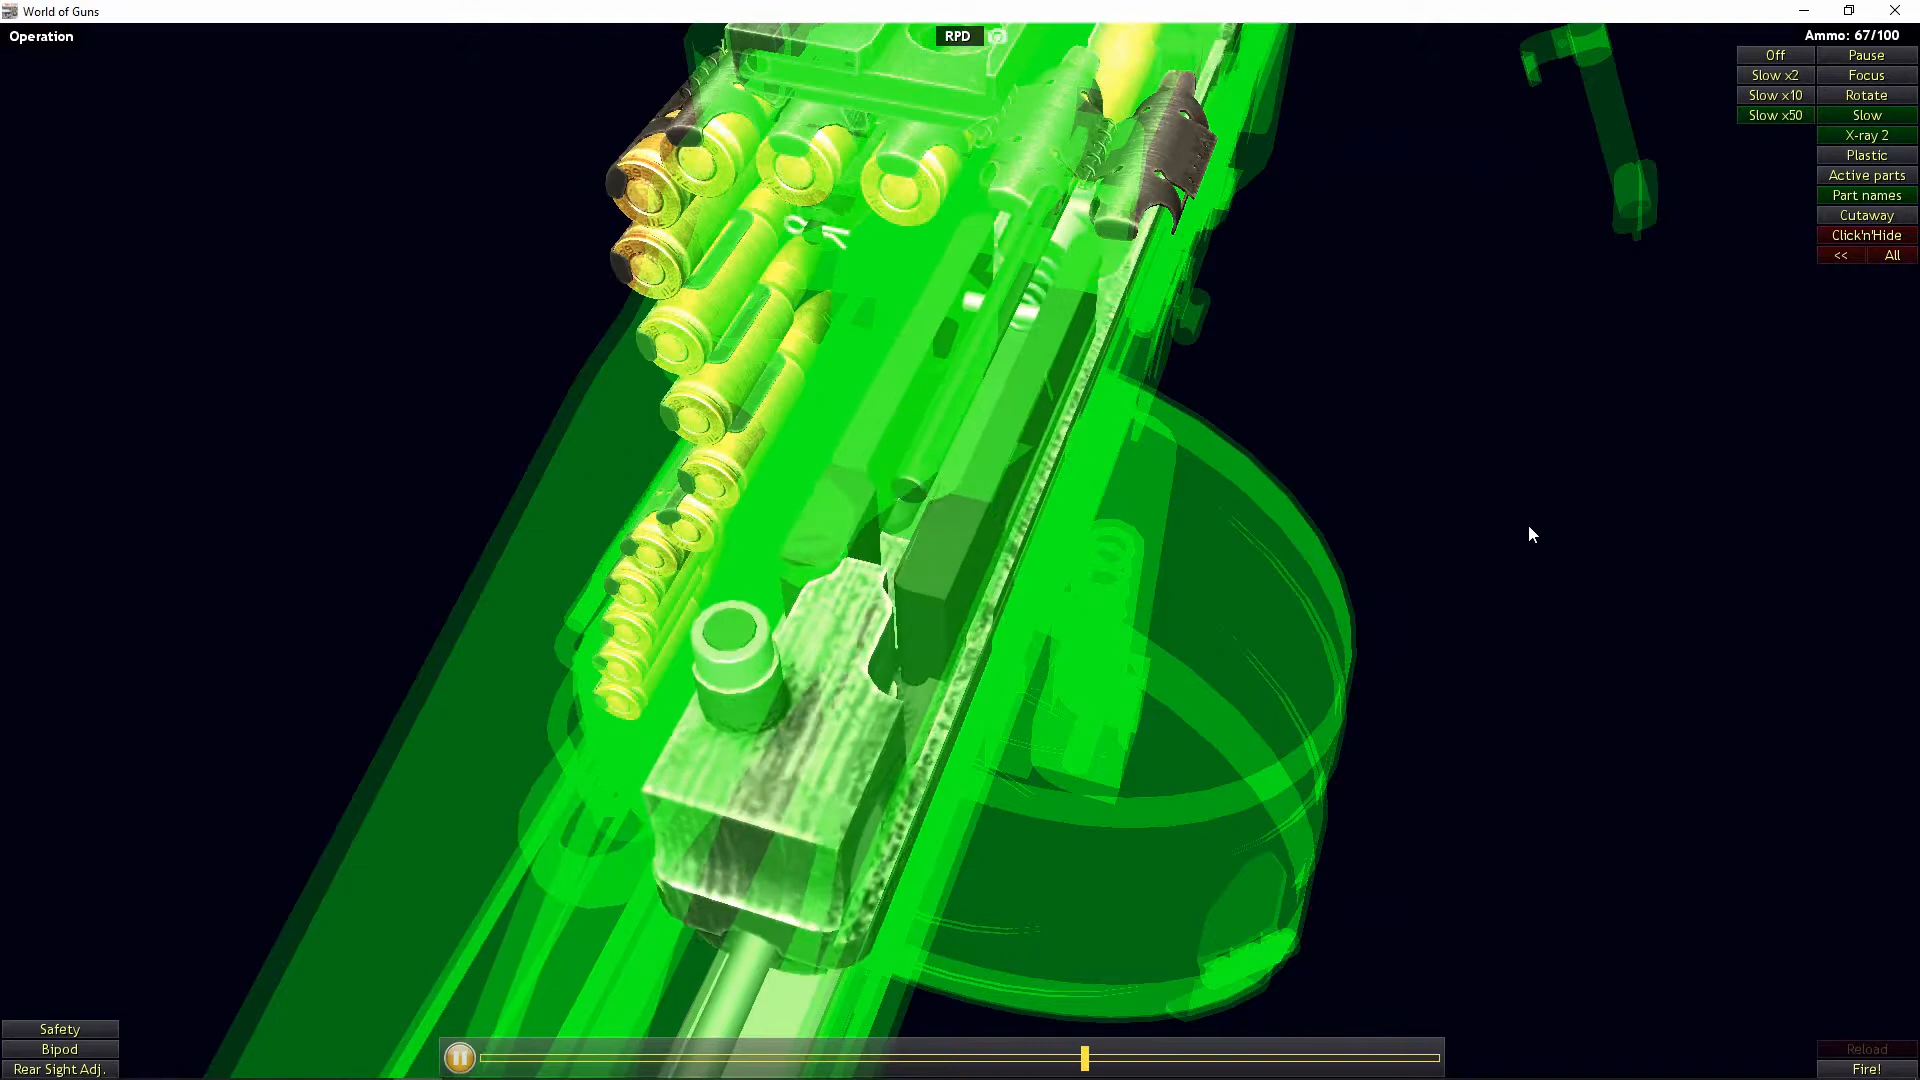 World of Guns
Operation
RPD
Ammo: 67/100
Off
Pause
Slow x2
Focus
Slow x10
Rotate
Slow x50
Slow
X-ray 2
Plastic
Active parts
Part names
Cutaway
Click'n'Hide
<< All
Safety
Bipod
Rear Sight Adj.
Reload
Fire!